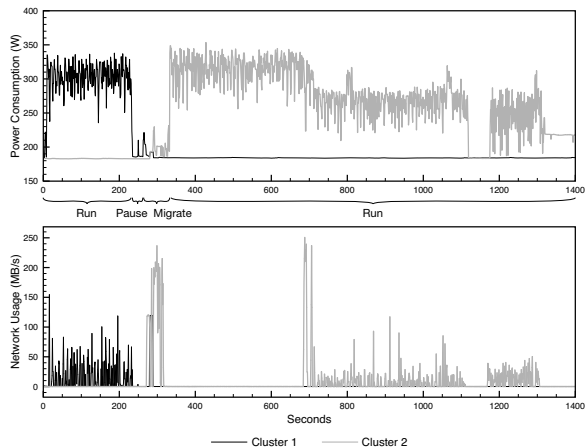 400
350
300
250
200
150
Power Consumption (W)
0 200 400 600 800 1000 1200 1400
Run Pause Migrate Run
250
200
150
100
50
0
Network Usage (MB/s)
0 200 400 600 800 1000 1200 1400
Seconds
Cluster 1 Cluster 2